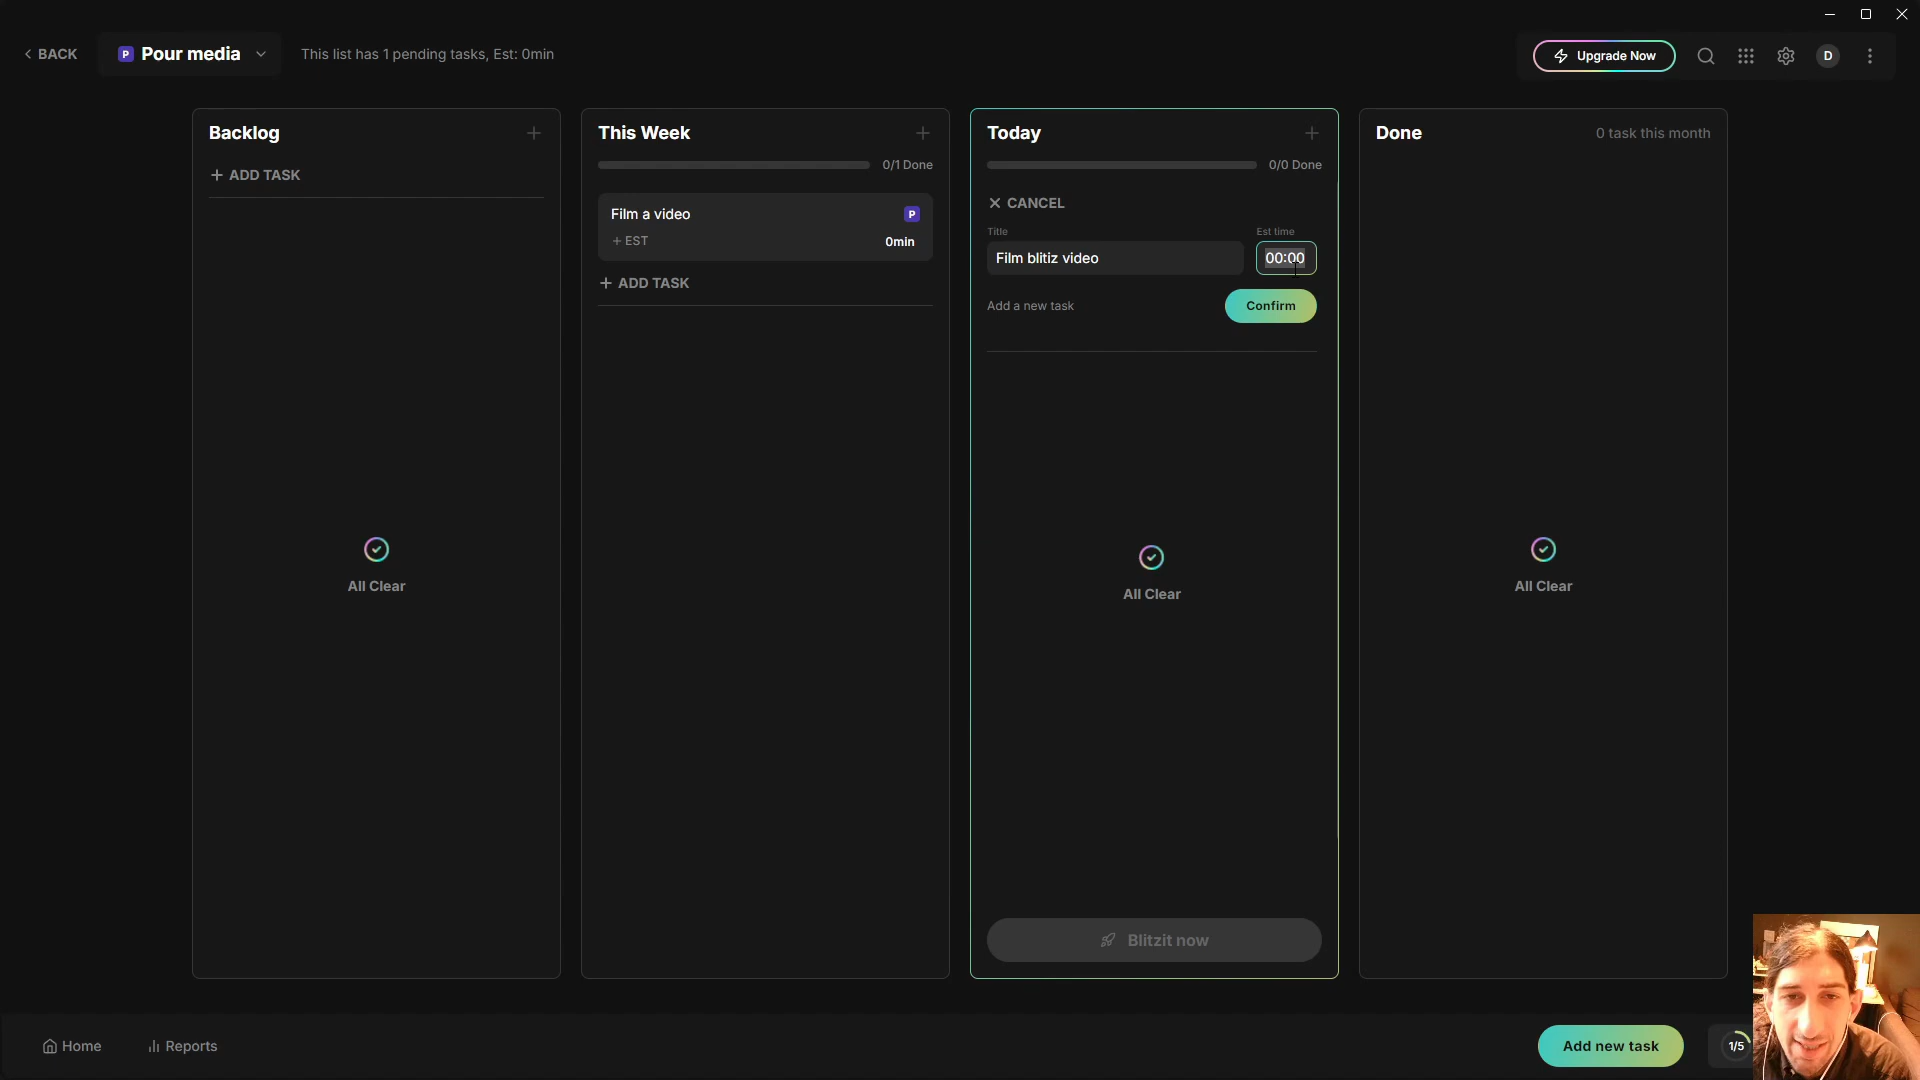 BACK
P Pour media
This list has 1 pending tasks, Est: 0min
Upgrade Now
D
Backlog
ADD TASK
All Clear
This Week
0/1 Done
Film a video
P
+ EST
0min
ADD TASK
Today
0/0 Done
CANCEL
Title
Est time
Film blitiz video
00:00
Add a new task
Confirm
All Clear
Blitzit now
Done
0 task this month
All Clear
Home
Reports
Add new task
1/5